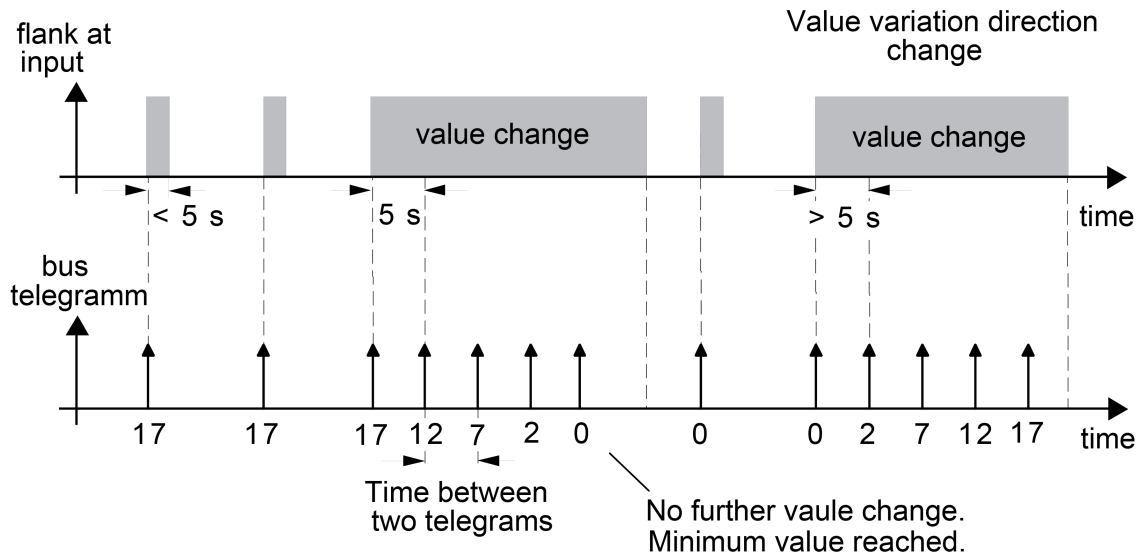 flank at
input
Value variation direction
change
value change
value change
< 5 s
5 s
> 5 s
time
bus
telegramm
17
17
17
12
7
2
0
0
0
2
7
12
17
time
Time between
two telegrams
No further vaule change.
Minimum value reached.